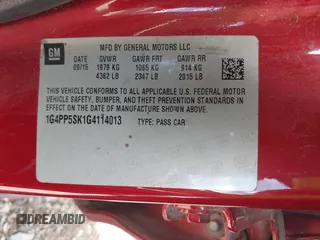 GM
MFD BY GENERAL MOTORS LLC
DATE GVWR GAWR FRT GAWR RR
09/15 1979 KG 1065 KG 914 KG
4362 LB 2347 LB 2015 LB
THIS VEHICLE CONFORMS TO ALL APPLICABLE U.S. FEDERAL MOTOR
VEHICLE SAFETY, BUMPER, AND THEFT PREVENTION STANDARDS IN
EFFECT ON THE DATE OF MANUFACTURE SHOWN ABOVE.
1G4PP5SK1G4114013 TYPE: PASS CAR
DREAMBID